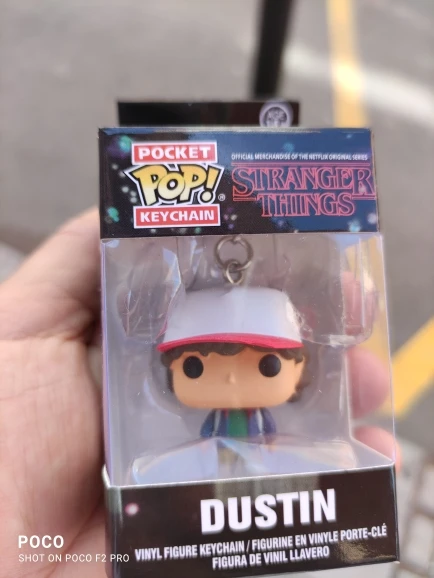 POCKET
POP!®
KEYCHAIN
OFFICIAL MERCHANDISE OF THE NETFLIX ORIGINAL SERIES
STRANGER
THINGS
DUSTIN
VINYL FIGURE KEYCHAIN / FIGURINE EN VINYLE PORTE-CLÉ
FIGURA DE VINIL LLAVERO
POCO
SHOT ON POCO F2 PRO